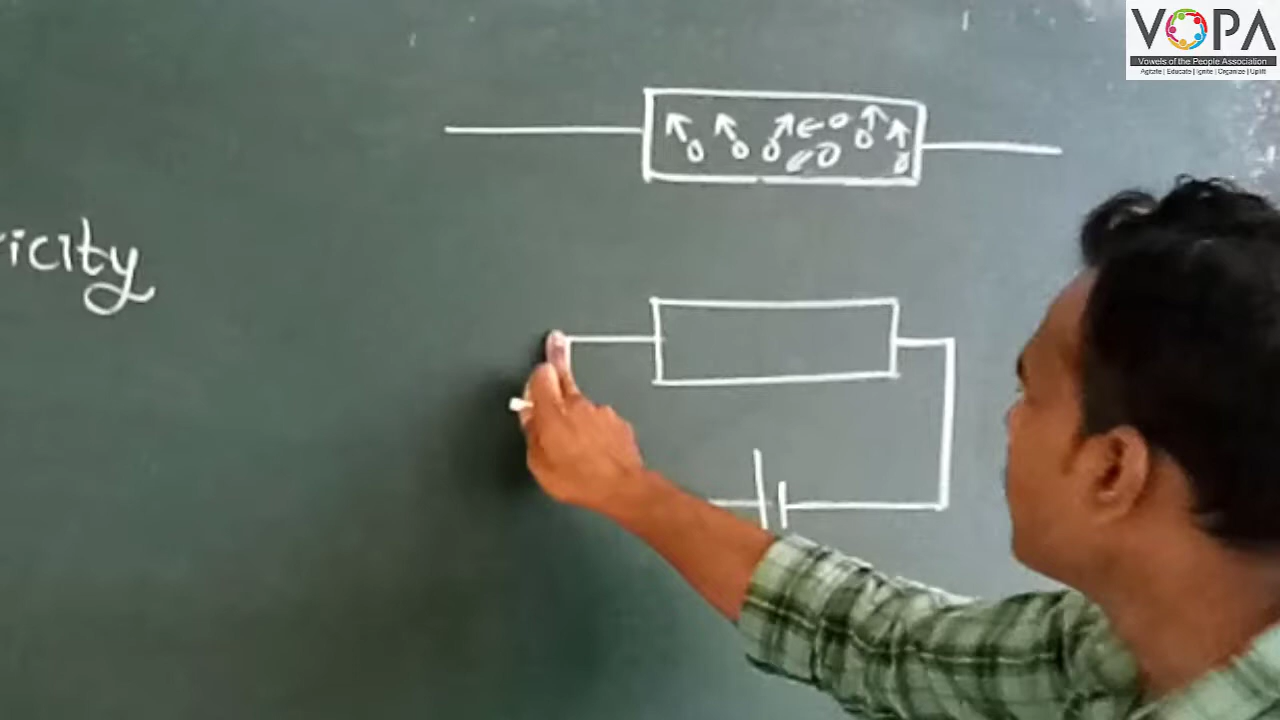 VOPA
Vowels of the People Association
Agitate | Educate | Ignite | Organize | Uplift
ricity